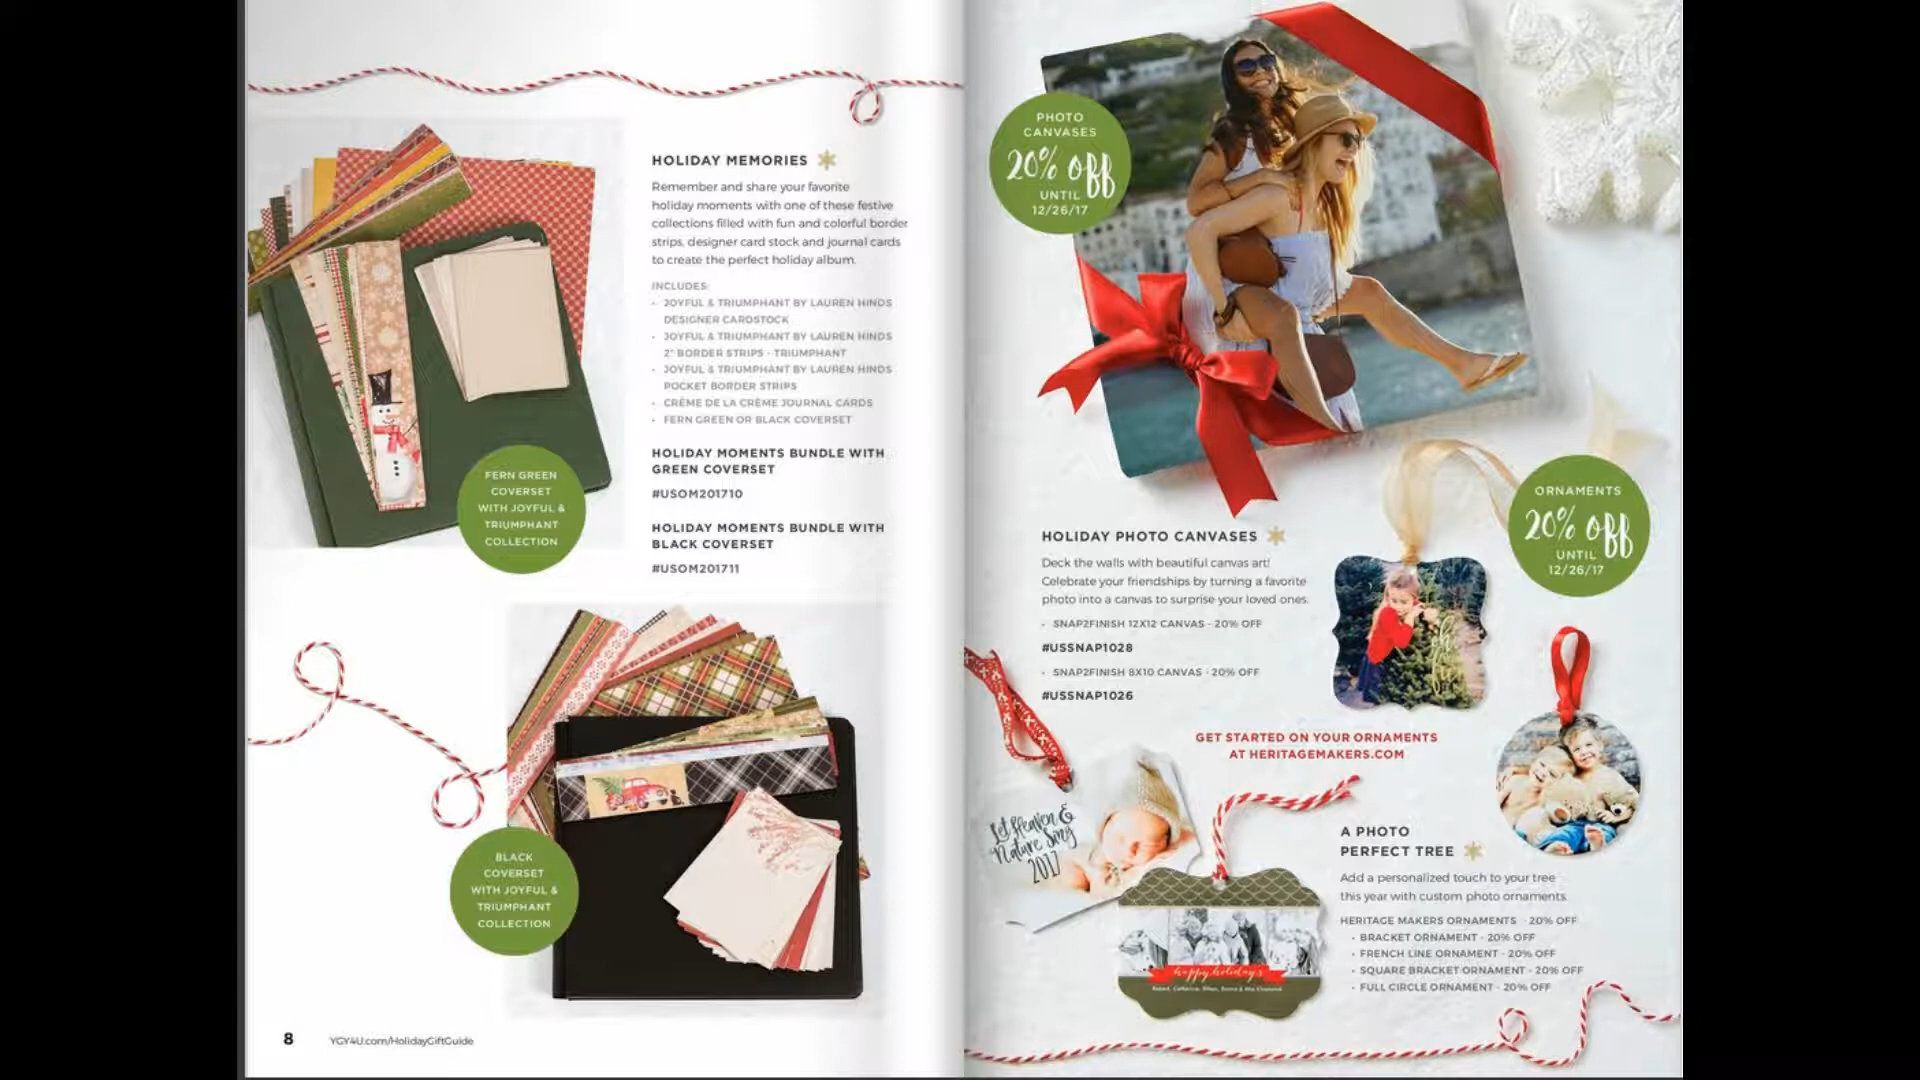 HOLIDAY MEMORIES
Remember and share your favorite
holiday moments with one of these festive
collections filled with fun and colorful border
strips, designer card stock and journal cards
to create the perfect holiday album.
INCLUDES:
• JOYFUL & TRIUMPHANT BY LAUREN HINDS
DESIGNER CARDSTOCK
• JOYFUL & TRIUMPHANT BY LAUREN HINDS
2" BORDER STRIPS - TRIUMPHANT
• JOYFUL & TRIUMPHANT BY LAUREN HINDS
POCKET BORDER STRIPS
• CRÈME DE LA CRÈME JOURNAL CARDS
• FERN GREEN OR BLACK COVERSET
HOLIDAY MOMENTS BUNDLE WITH
GREEN COVERSET
#USOM201710
HOLIDAY MOMENTS BUNDLE WITH
BLACK COVERSET
#USOM201711
FERN GREEN
COVERSET
WITH JOYFUL &
TRIUMPHANT
COLLECTION
BLACK
COVERSET
WITH JOYFUL &
TRIUMPHANT
COLLECTION
8
YGY4U.com/HolidayGiftGuide
PHOTO
CANVASES
20% OFF
UNTIL
12/26/17
HOLIDAY PHOTO CANVASES
Deck the walls with beautiful canvas art!
Celebrate your friendships by turning a favorite
photo into a canvas to surprise your loved ones.
• SNAP2FINISH 12X12 CANVAS - 20% OFF
#USSNAP1028
• SNAP2FINISH 8X10 CANVAS - 20% OFF
#USSNAP1026
ORNAMENTS
20% OFF
UNTIL
12/26/17
GET STARTED ON YOUR ORNAMENTS
AT HERITAGEMAKERS.COM
Let Heaven &
Nature Sing
2017
happy holidays
A PHOTO
PERFECT TREE
Add a personalized touch to your tree
this year with custom photo ornaments.
HERITAGE MAKERS ORNAMENTS - 20% OFF
• BRACKET ORNAMENT - 20% OFF
• FRENCH LINE ORNAMENT - 20% OFF
• SQUARE BRACKET ORNAMENT - 20% OFF
• FULL CIRCLE ORNAMENT - 20% OFF